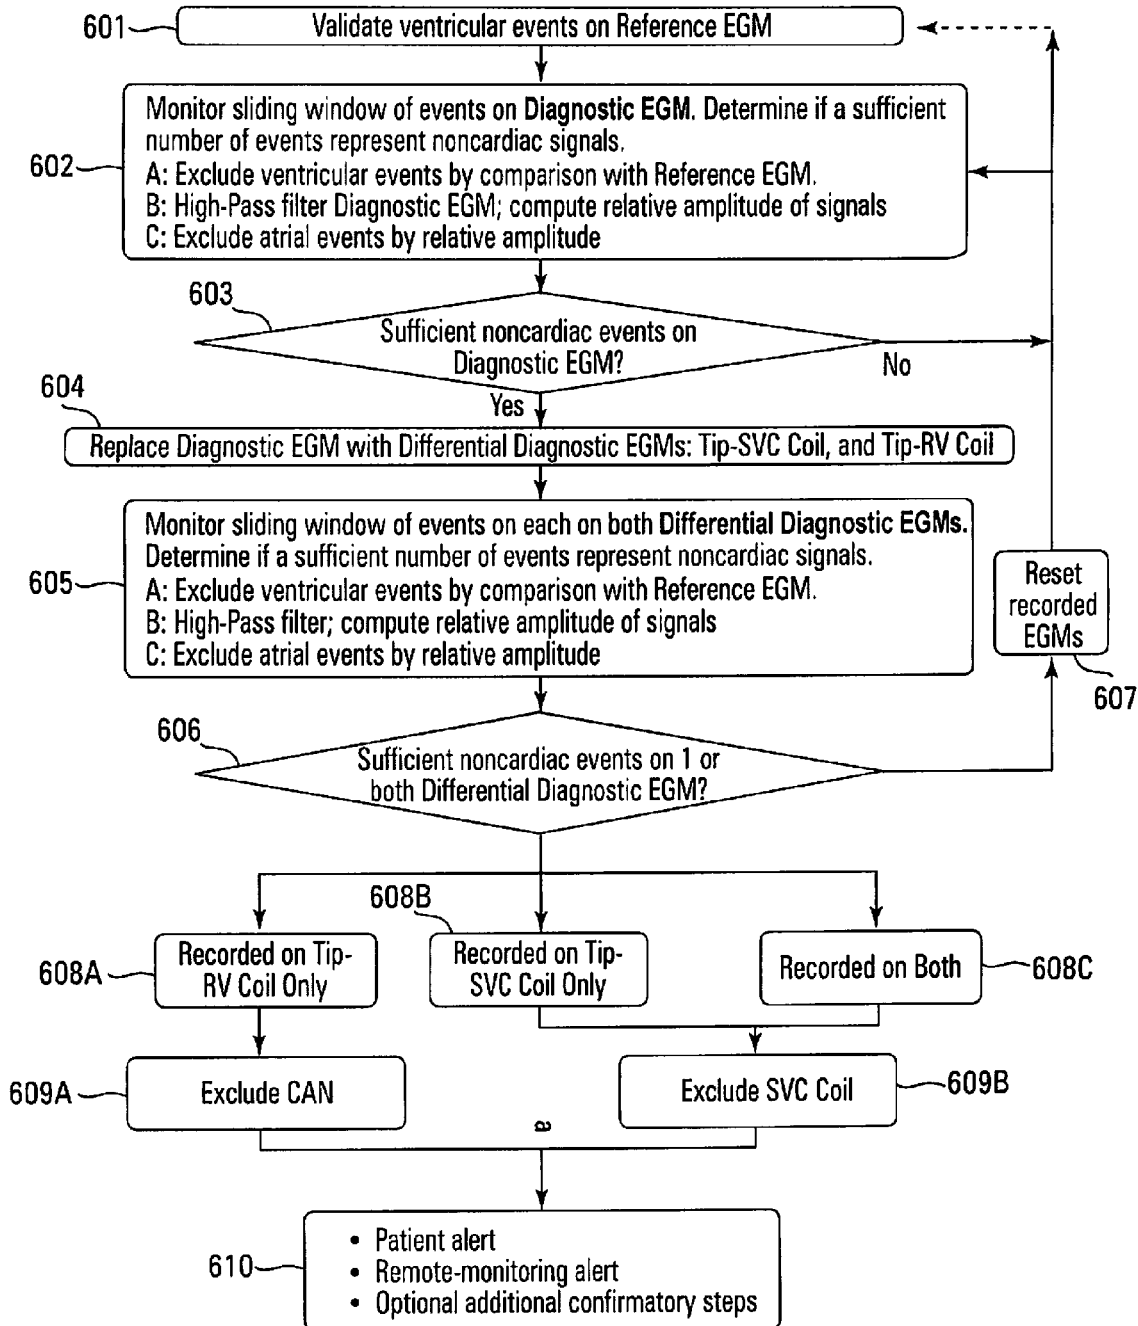 601
Validate ventricular events on Reference EGM
602
Monitor sliding window of events on Diagnostic EGM. Determine if a sufficient
number of events represent noncardiac signals.
A: Exclude ventricular events by comparison with Reference EGM.
B: High-Pass filter Diagnostic EGM; compute relative amplitude of signals
C: Exclude atrial events by relative amplitude
603
Sufficient noncardiac events on
Diagnostic EGM?
No
Yes
604
Replace Diagnostic EGM with Differential Diagnostic EGMs: Tip-SVC Coil, and Tip-RV Coil
605
Monitor sliding window of events on each on both Differential Diagnostic EGMs.
Determine if a sufficient number of events represent noncardiac signals.
A: Exclude ventricular events by comparison with Reference EGM.
B: High-Pass filter; compute relative amplitude of signals
C: Exclude atrial events by relative amplitude
Reset
recorded
EGMs
607
606
Sufficient noncardiac events on 1 or
both Differential Diagnostic EGM?
608A
Recorded on Tip-
RV Coil Only
608B
Recorded on Tip-
SVC Coil Only
Recorded on Both
608C
609A
Exclude CAN
Exclude SVC Coil
609B
a
610
• Patient alert
• Remote-monitoring alert
• Optional additional confirmatory steps